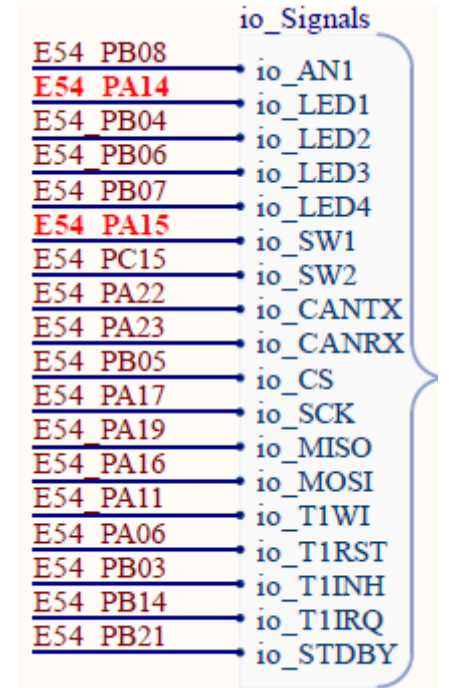 io_Signals
E54_PB08 io_AN1
E54_PA14 io_LED1
E54_PB04 io_LED2
E54_PB06 io_LED3
E54_PB07 io_LED4
E54_PA15 io_SW1
E54_PC15 io_SW2
E54_PA22 io_CANTX
E54_PA23 io_CANRX
E54_PB05 io_CS
E54_PA17 io_SCK
E54_PA19 io_MISO
E54_PA16 io_MOSI
E54_PA11 io_T1WI
E54_PA06 io_T1RST
E54_PB03 io_T1INH
E54_PB14 io_T1IRQ
E54_PB21 io_STDBY